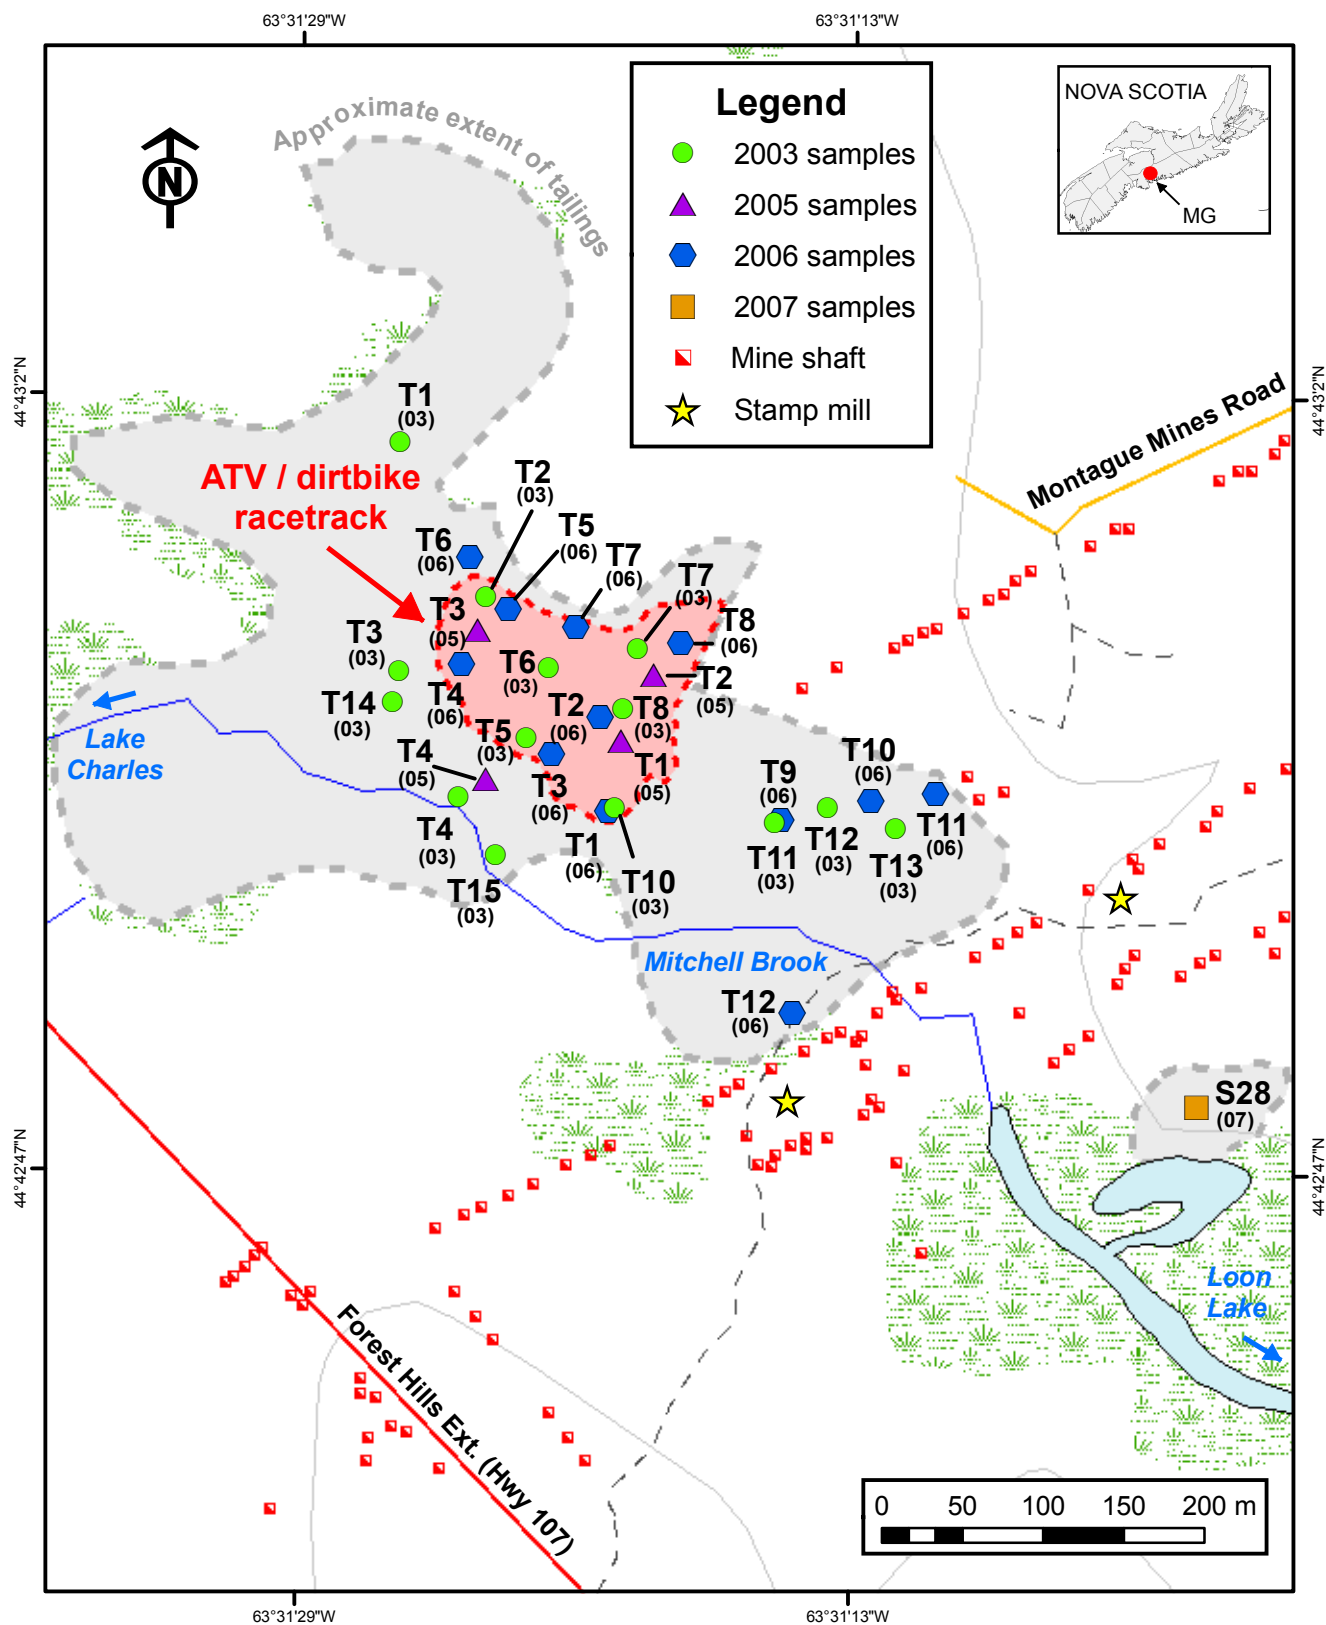 63°31'29"W
63°31'13"W
Legend
2003 samples
2005 samples
2006 samples
2007 samples
Mine shaft
Stamp mill
NOVA SCOTIA
MG
N
Approximate extent of tailings
44°43'2"N
44°43'2"N
Montague Mines Road
T1
(03)
ATV / dirtbike
racetrack
T2
(03)
T5
(06)
T6
(06)
T7
(06)
T7
(03)
T3
(05)
T8
(06)
T3
(03)
T6
(03)
T2
(05)
T14
(03)
T4
(06)
T2
(06)
T8
(03)
Lake
Charles
T5
(03)
T4
(05)
T3
(06)
T1
(05)
T10
(06)
T9
(06)
T4
(03)
T1
(06)
T11
(03)
T12
(03)
T11
(06)
T13
(03)
T15
(03)
T10
(03)
Mitchell Brook
T12
(06)
S28
(07)
44°42'47"N
44°42'47"N
Loon
Lake
Forest Hills Ext. (Hwy 107)
0 50 100 150 200 m
63°31'29"W
63°31'13"W